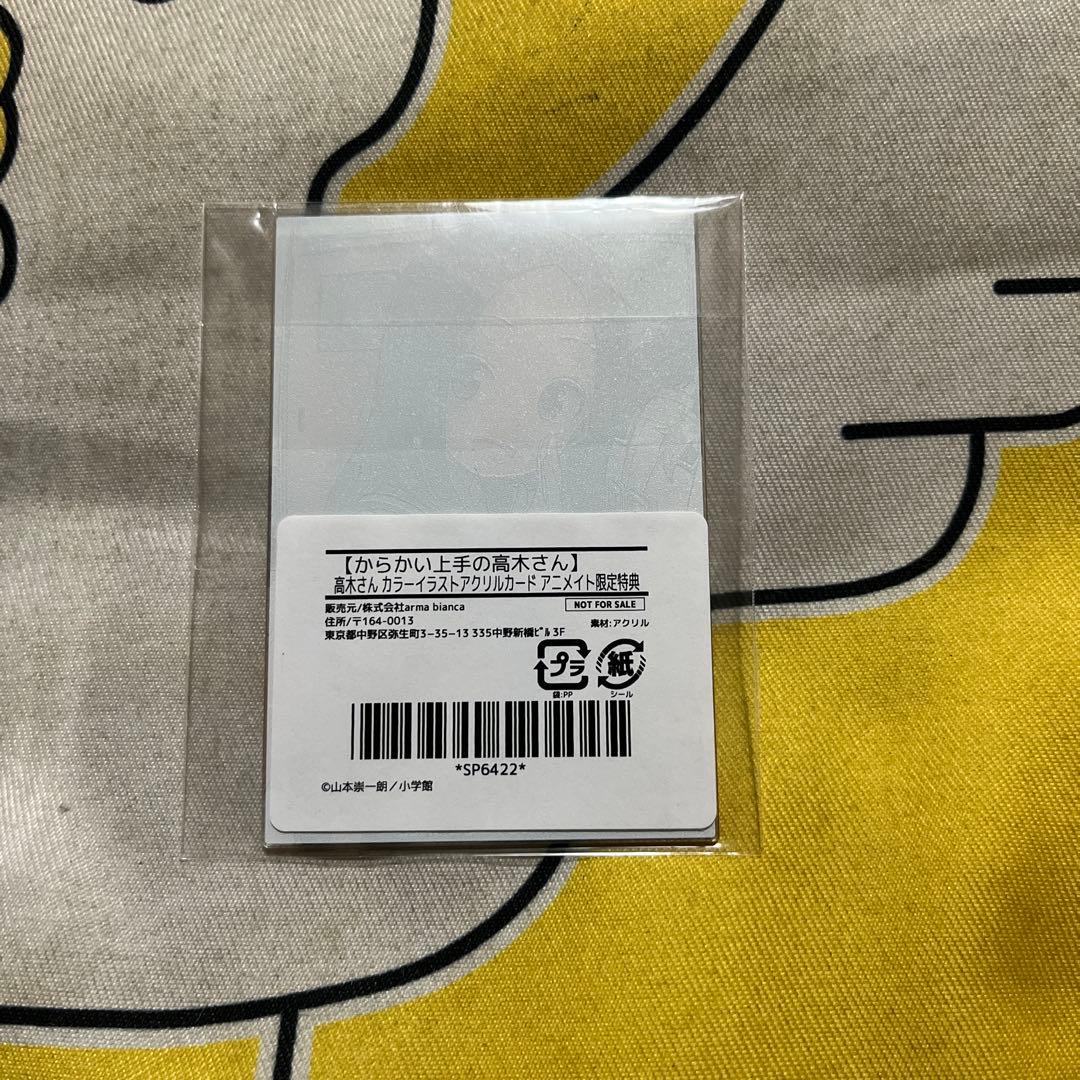 【からかい上手の高木さん】
高木さん カラーイラストアクリルカード アニメイト限定特典
販売元/株式会社arma bianca
NOT FOR SALE
住所/〒164-0013
素材:アクリル
東京都中野区弥生町3-35-13 335中野新橋ﾋﾞﾙ 3F
プラ
紙
袋:PP
シール
*SP6422*
©山本崇一朗／小学館